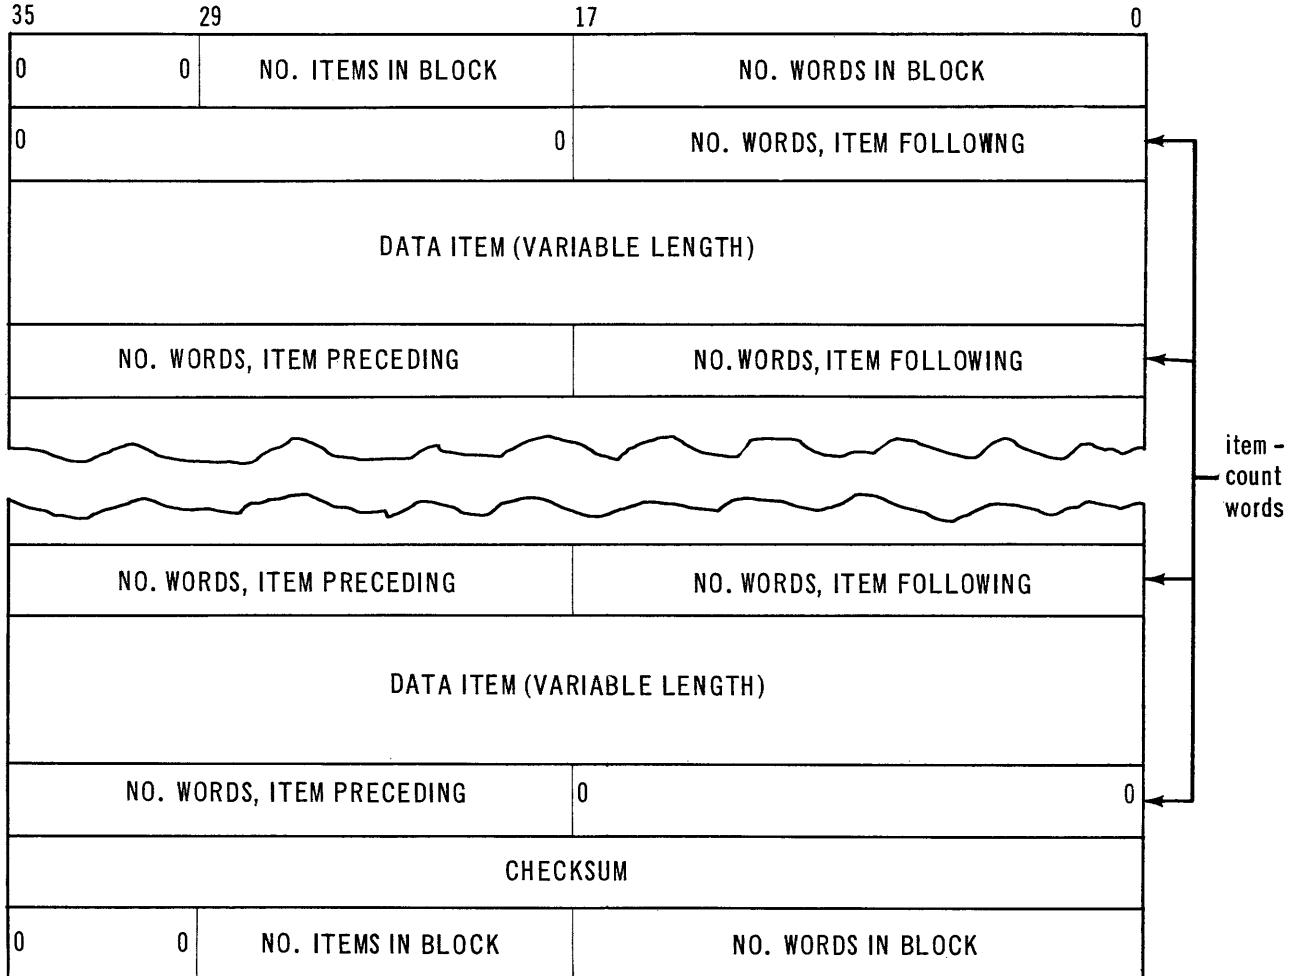 35 29 17 0
0 0 NO. ITEMS IN BLOCK NO. WORDS IN BLOCK
0 0 NO. WORDS, ITEM FOLLOWNG
DATA ITEM (VARIABLE LENGTH)
NO. WORDS, ITEM PRECEDING NO. WORDS, ITEM FOLLOWING
item -
count
words
NO. WORDS, ITEM PRECEDING NO. WORDS, ITEM FOLLOWING
DATA ITEM (VARIABLE LENGTH)
NO. WORDS, ITEM PRECEDING 0 0
CHECKSUM
0 0 NO. ITEMS IN BLOCK NO. WORDS IN BLOCK